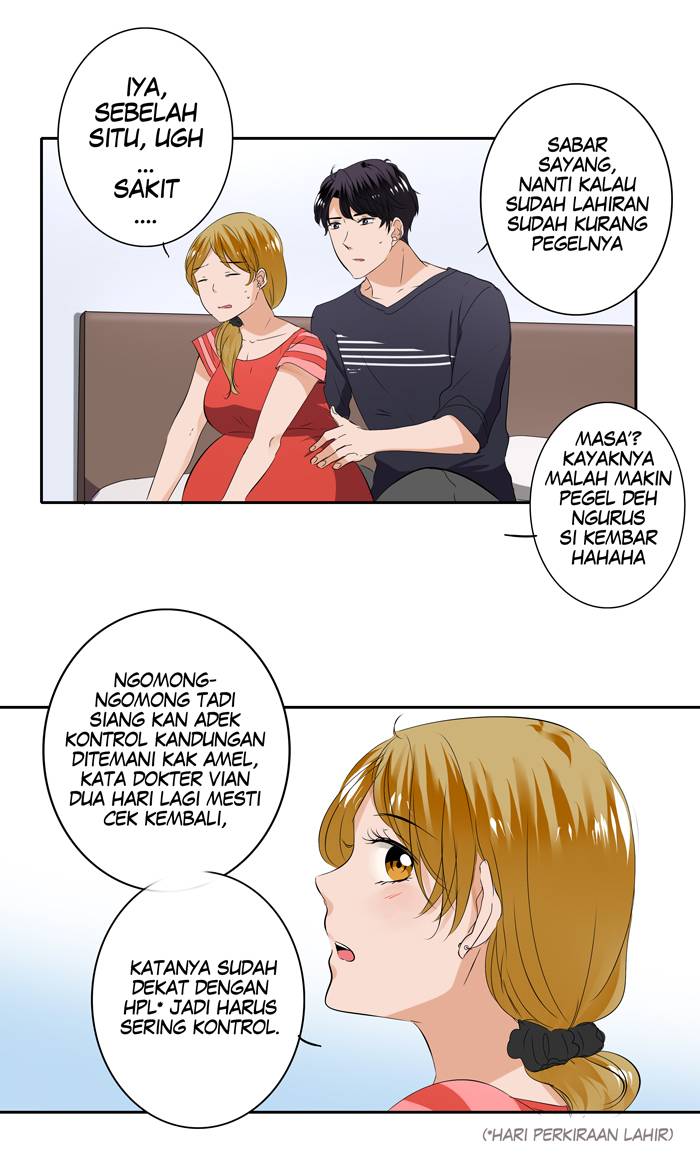 IYA,
SEBELAH
SITU, UGH
...
SAKIT
....
SABAR
SAYANG,
NANTI KALAU
SUDAH LAHIRAN
SUDAH KURANG
PEGELNYA
MASA'?
KAYAKNYA
MALAH MAKIN
PEGEL DEH
NGURUS
SI KEMBAR
HAHAHA
NGOMONG-
NGOMONG TADI
SIANG KAN ADEK
KONTROL KANDUNGAN
DITEMANI KAK AMEL,
KATA DOKTER VIAN
DUA HARI LAGI MESTI
CEK KEMBALI,
KATANYA SUDAH
DEKAT DENGAN
HPL* JADI HARUS
SERING KONTROL.
(*HARI PERKIRAAN LAHIR)